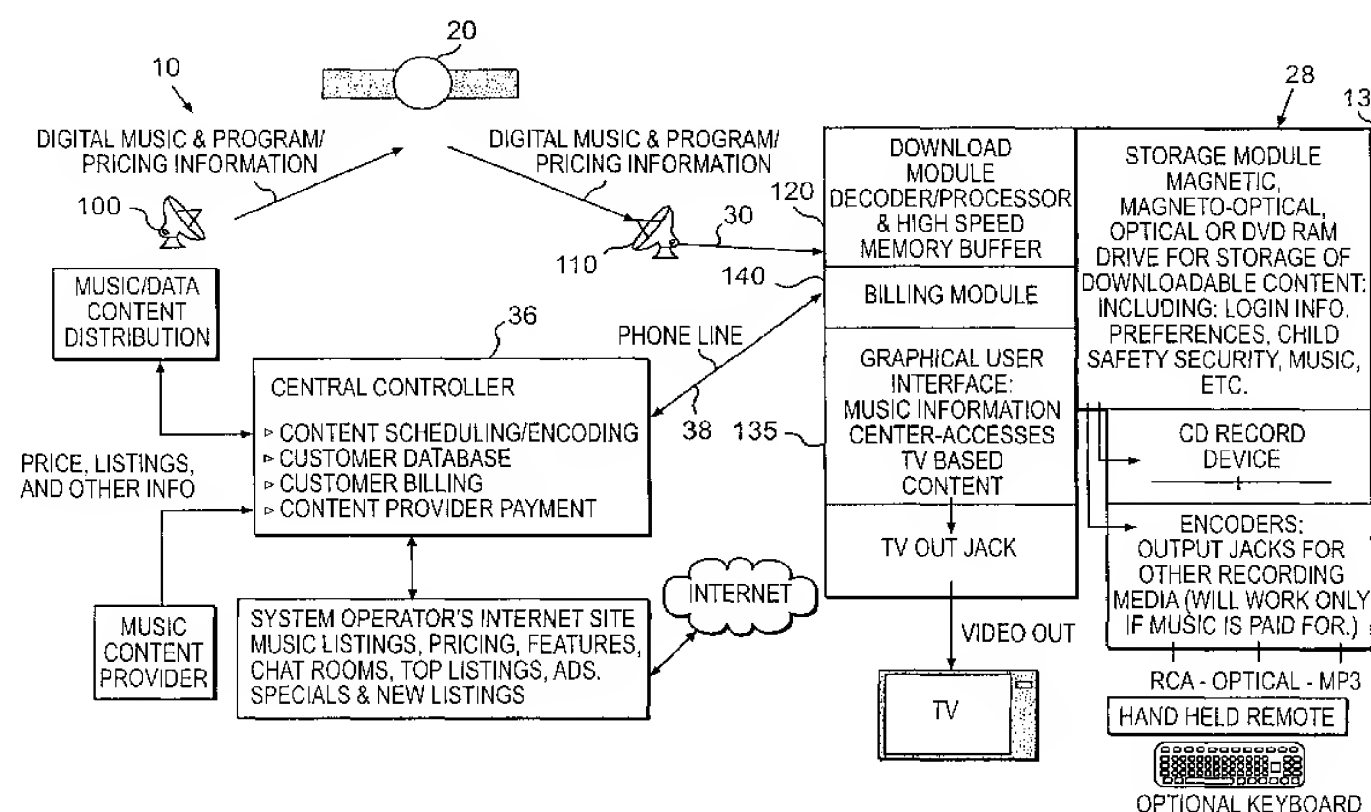 20
10
28
13
DIGITAL MUSIC & PROGRAM/
PRICING INFORMATION
DIGITAL MUSIC & PROGRAM/
PRICING INFORMATION
100
110
30
120
DOWNLOAD
MODULE
DECODER/PROCESSOR
& HIGH SPEED
MEMORY BUFFER
140
BILLING MODULE
GRAPHICAL USER
INTERFACE:
MUSIC INFORMATION
CENTER-ACCESSES
TV BASED
CONTENT
135
TV OUT JACK
VIDEO OUT
TV
STORAGE MODULE
MAGNETIC,
MAGNETO-OPTICAL,
OPTICAL OR DVD RAM
DRIVE FOR STORAGE OF
DOWNLOADABLE CONTENT:
INCLUDING: LOGIN INFO.
PREFERENCES, CHILD
SAFETY SECURITY, MUSIC,
ETC.
CD RECORD
DEVICE
ENCODERS:
OUTPUT JACKS FOR
OTHER RECORDING
MEDIA (WILL WORK ONLY
IF MUSIC IS PAID FOR.)
RCA - OPTICAL - MP3
HAND HELD REMOTE
OPTIONAL KEYBOARD
MUSIC/DATA
CONTENT
DISTRIBUTION
36
PHONE LINE
38
CENTRAL CONTROLLER
▹ CONTENT SCHEDULING/ENCODING
▹ CUSTOMER DATABASE
▹ CUSTOMER BILLING
▹ CONTENT PROVIDER PAYMENT
PRICE, LISTINGS,
AND OTHER INFO
MUSIC
CONTENT
PROVIDER
SYSTEM OPERATOR'S INTERNET SITE
MUSIC LISTINGS, PRICING, FEATURES,
CHAT ROOMS, TOP LISTINGS, ADS.
SPECIALS & NEW LISTINGS
INTERNET